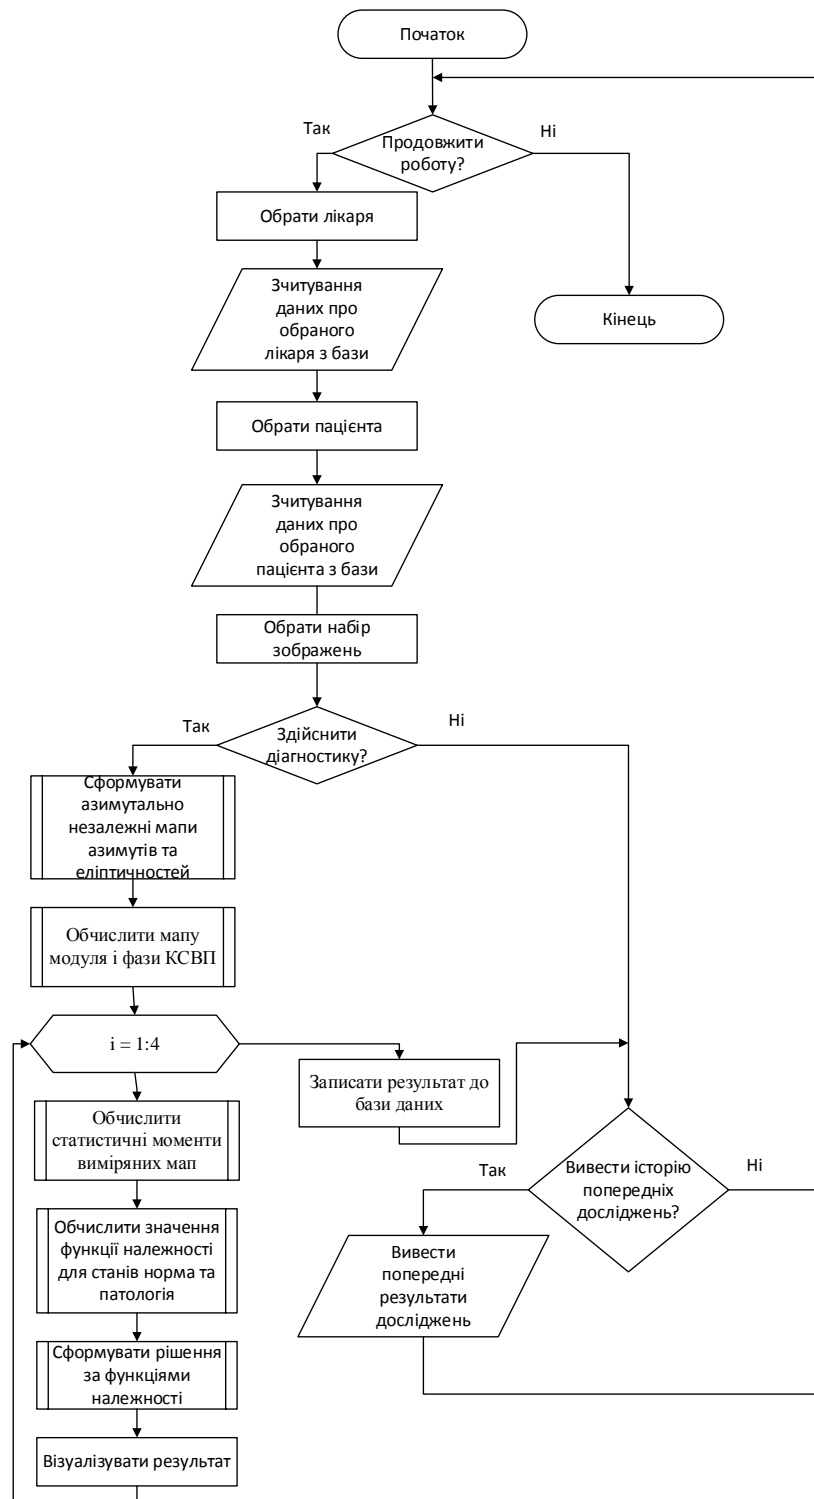 Початок
Так
Ні
Продовжити
роботу?
Обрати лікаря
Зчитування
даних про
обраного
лікаря з бази
Кінець
Обрати пацієнта
Зчитування
даних про
обраного
пацієнта з бази
Обрати набір
зображень
Так
Ні
Здійснити
діагностику?
Сформувати
азимутально
незалежні мапи
азимутів та
еліптичностей
Обчислити мапу
модуля і фази КСВП
i = 1:4
Записати результат до
бази даних
Обчислити
статистичні моменти
виміряних мап
Так
Ні
Вивести історію
попередніх
досліджень?
Обчислити значення
функції належності
для станів норма та
патологія
Вивести
попередні
результати
досліджень
Сформувати рішення
за функціями
належності
Візуалізувати результат